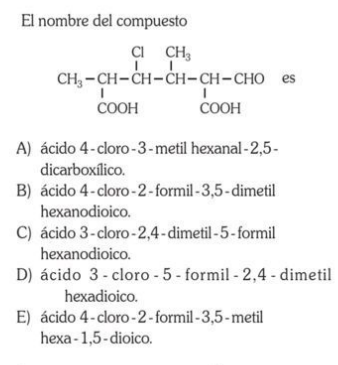 El nombre del compuesto
Cl CH₃
CH₃-CH-CH-CH-CH-CHO es
COOH COOH
A) ácido 4-cloro-3-metil hexanal-2,5-
dicarboxílico.
B) ácido 4-cloro-2-formil-3,5-dimetil
hexanodioico.
C) ácido 3-cloro-2,4-dimetil-5-formil
hexanodioico.
D) ácido 3-cloro-5-formil-2,4-dimetil
hexadioico.
E) ácido 4-cloro-2-formil-3,5-metil
hexa-1,5-dioico.